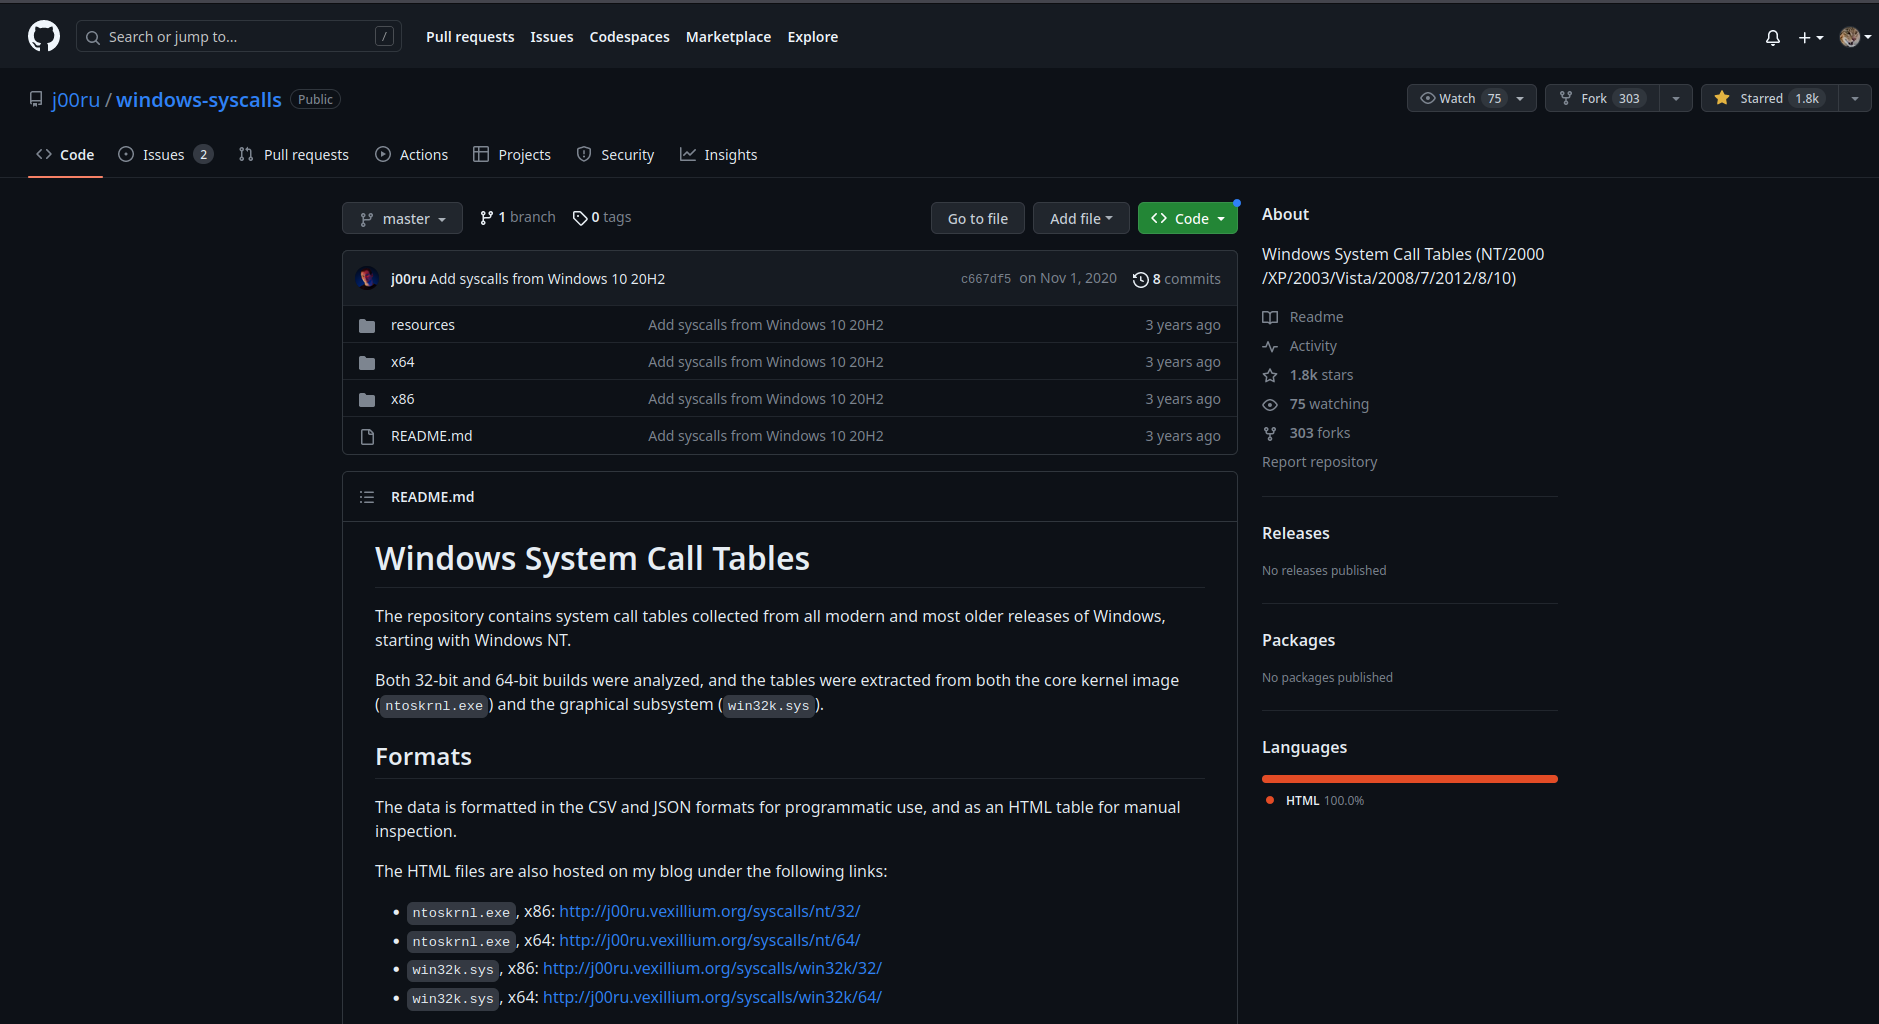 Search or jump to...
/
Pull requests Issues Codespaces Marketplace Explore
j00ru / windows-syscalls Public
Watch 75
Fork 303
Starred 1.8k
Code
Issues 2
Pull requests
Actions
Projects
Security
Insights
master
1 branch
0 tags
Go to file
Add file
Code
j00ru Add syscalls from Windows 10 20H2
c667df5 on Nov 1, 2020
8 commits
resources Add syscalls from Windows 10 20H2 3 years ago
x64 Add syscalls from Windows 10 20H2 3 years ago
x86 Add syscalls from Windows 10 20H2 3 years ago
README.md Add syscalls from Windows 10 20H2 3 years ago
README.md
Windows System Call Tables
The repository contains system call tables collected from all modern and most older releases of Windows,
starting with Windows NT.
Both 32-bit and 64-bit builds were analyzed, and the tables were extracted from both the core kernel image
(ntoskrnl.exe) and the graphical subsystem (win32k.sys).
Formats
The data is formatted in the CSV and JSON formats for programmatic use, and as an HTML table for manual
inspection.
The HTML files are also hosted on my blog under the following links:
• ntoskrnl.exe, x86: http://j00ru.vexillium.org/syscalls/nt/32/
• ntoskrnl.exe, x64: http://j00ru.vexillium.org/syscalls/nt/64/
• win32k.sys, x86: http://j00ru.vexillium.org/syscalls/win32k/32/
• win32k.sys, x64: http://j00ru.vexillium.org/syscalls/win32k/64/
About
Windows System Call Tables (NT/2000
/XP/2003/Vista/2008/7/2012/8/10)
Readme
Activity
1.8k stars
75 watching
303 forks
Report repository
Releases
No releases published
Packages
No packages published
Languages
HTML 100.0%